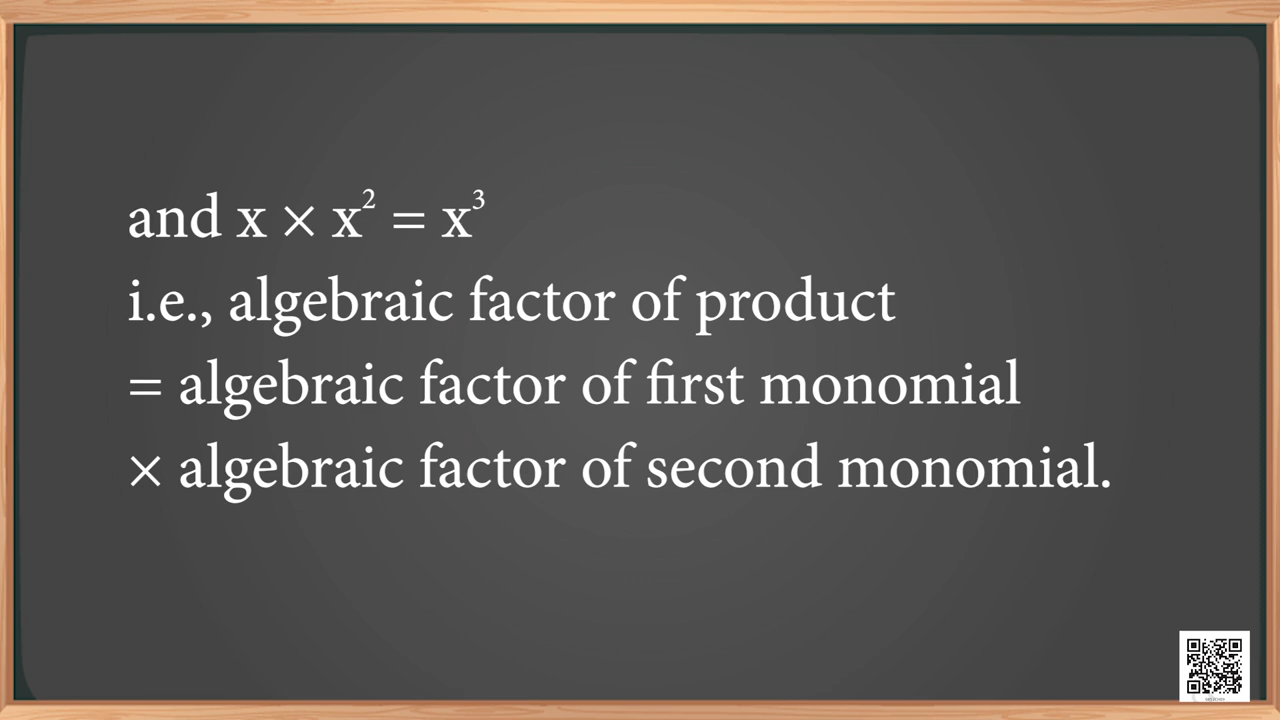 and x × x² = x³
i.e., algebraic factor of product
= algebraic factor of first monomial
× algebraic factor of second monomial.